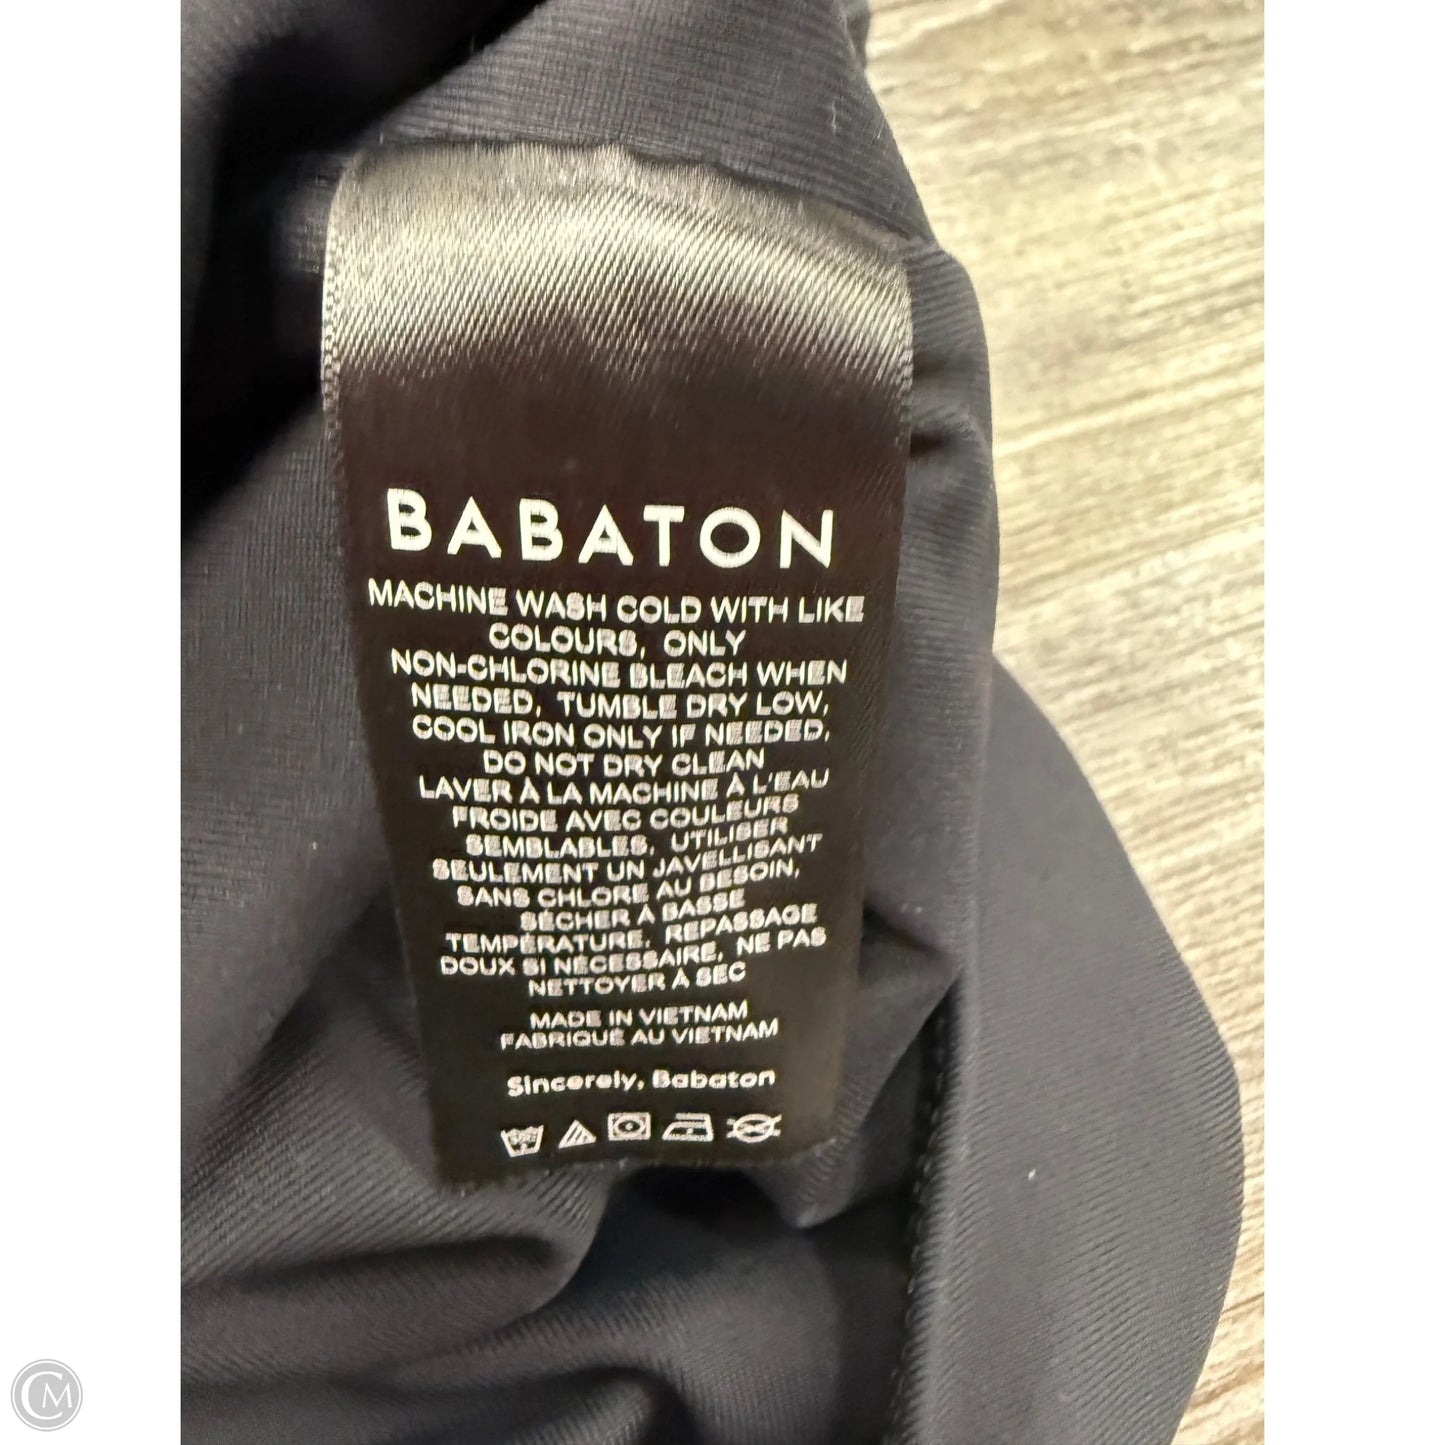 BABATON
MACHINE WASH COLD WITH LIKE
COLOURS, ONLY
NON-CHLORINE BLEACH WHEN
NEEDED, TUMBLE DRY LOW,
COOL IRON ONLY IF NEEDED,
DO NOT DRY CLEAN
LAVER À LA MACHINE À L'EAU
FROIDE AVEC COULEURS
SEMBLABLES, UTILISER
SEULEMENT UN JAVELLISANT
SANS CHLORE AU BESOIN,
SÉCHER À BASSE
TEMPÉRATURE, REPASSAGE
DOUX SI NÉCESSAIRE, NE PAS
NETTOYER À SEC
MADE IN VIETNAM
FABRIQUÉ AU VIETNAM
Sincerely, Babaton
CM